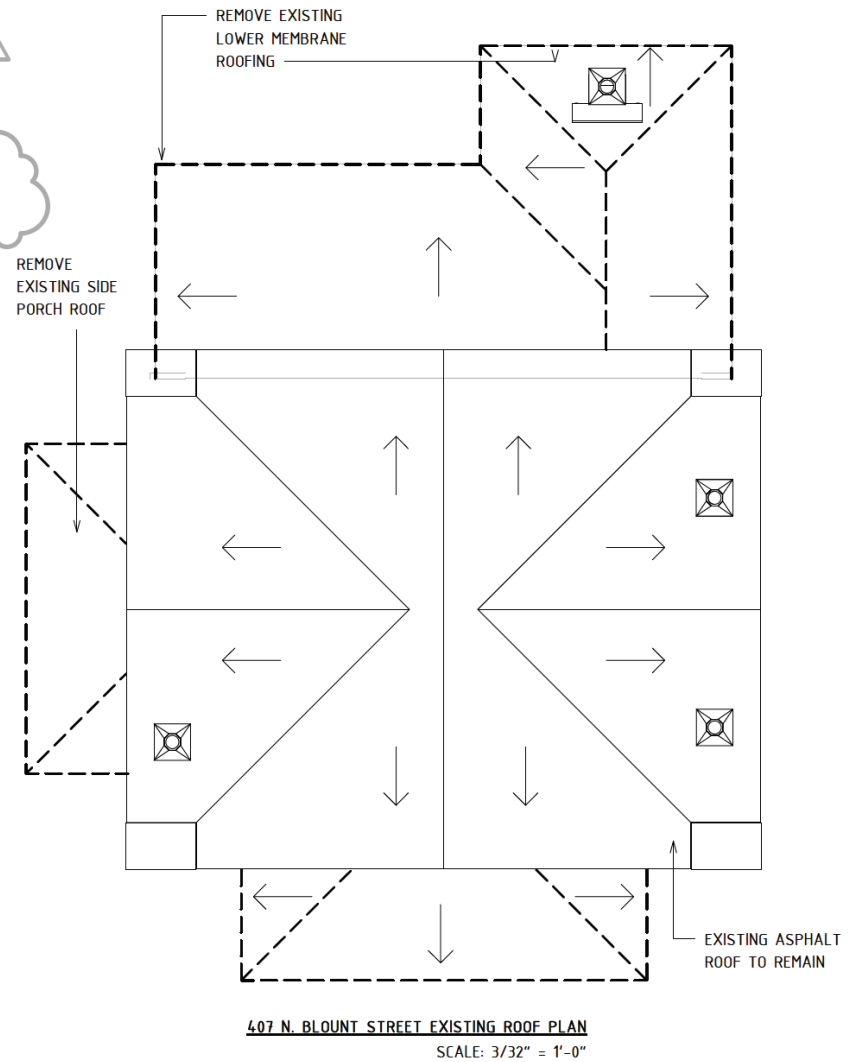 REMOVE EXISTING
LOWER MEMBRANE
ROOFING
REMOVE
EXISTING SIDE
PORCH ROOF
EXISTING ASPHALT
ROOF TO REMAIN
407 N. BLOUNT STREET EXISTING ROOF PLAN
SCALE: 3/32" = 1'-0"